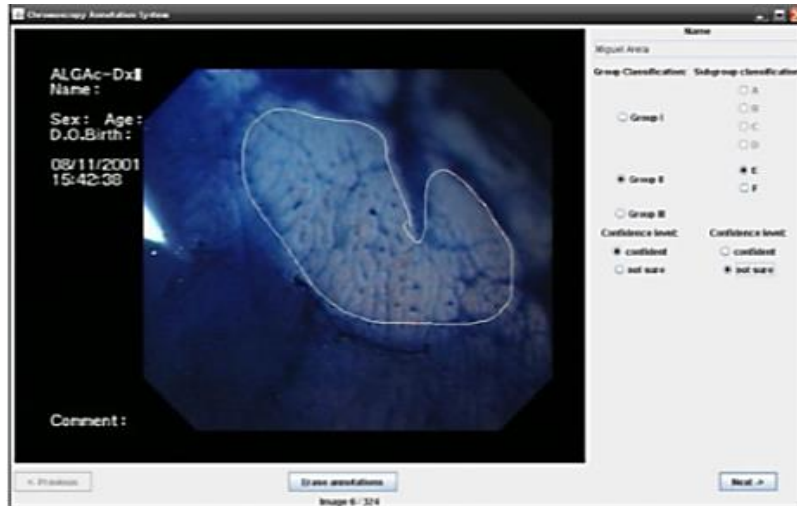 Chromoscopy Annotation System
ALGAc-Dx
Name:
Sex: Age:
D.O.Birth:
08/11/2001
15:42:38
Comment:
Name
Miguel Areia
Group Classification: Subgroup classification
A
B
Group I
C
D
E
Group II
F
Group III
Confidence level: Confidence level:
confident confident
not sure not sure
< Previous Erase annotations Next ->
Image 6 / 324